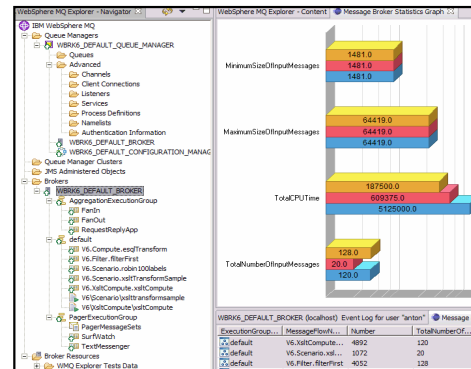 WebSphere MQ Explorer - Navigator
IBM WebSphere MQ
Queue Managers
WBRK6_DEFAULT_QUEUE_MANAGER
Queues
Advanced
Channels
Client Connections
Listeners
Services
Process Definitions
Namelists
Authentication Information
WBRK6_DEFAULT_BROKER
WBRK6_DEFAULT_CONFIGURATION_MANAG
Queue Manager Clusters
JMS Administered Objects
Brokers
WBRK6_DEFAULT_BROKER
AggregationExecutionGroup
FanIn
FanOut
RequestReplyApp
default
V6.Compute.esqlTransform
V6.Filter.filterFirst
V6.Scenario.robin100labels
V6.Scenario.xsltTransformSample
V6.XsltCompute.xsltCompute
V6\Scenario\xslttransformsample
V6\XsltCompute\xsltCompute
PagerExecutionGroup
PagerMessageSets
SurfWatch
TextMessenger
Broker Resources
WMQ Explorer Tests Data
WebSphere MQ Explorer - Content
Message Broker Statistics Graph
MinimumSizeOfInputMessages
1481.0
1481.0
1481.0
MaximumSizeOfInputMessages
64419.0
64419.0
64419.0
TotalCPUTime
187500.0
609375.0
5125000.0
TotalNumberOfInputMessages
128.0
20.0
120.0
WBRK6_DEFAULT_BROKER (localhost) Event Log for user "anton"
Message
ExecutionGroup... MessageFlowN... Number TotalNumberOf...
default V6.XsltCompute... 4892 120
default V6.Scenario.xsl... 1072 20
default V6.Filter.filterFirst 4052 128